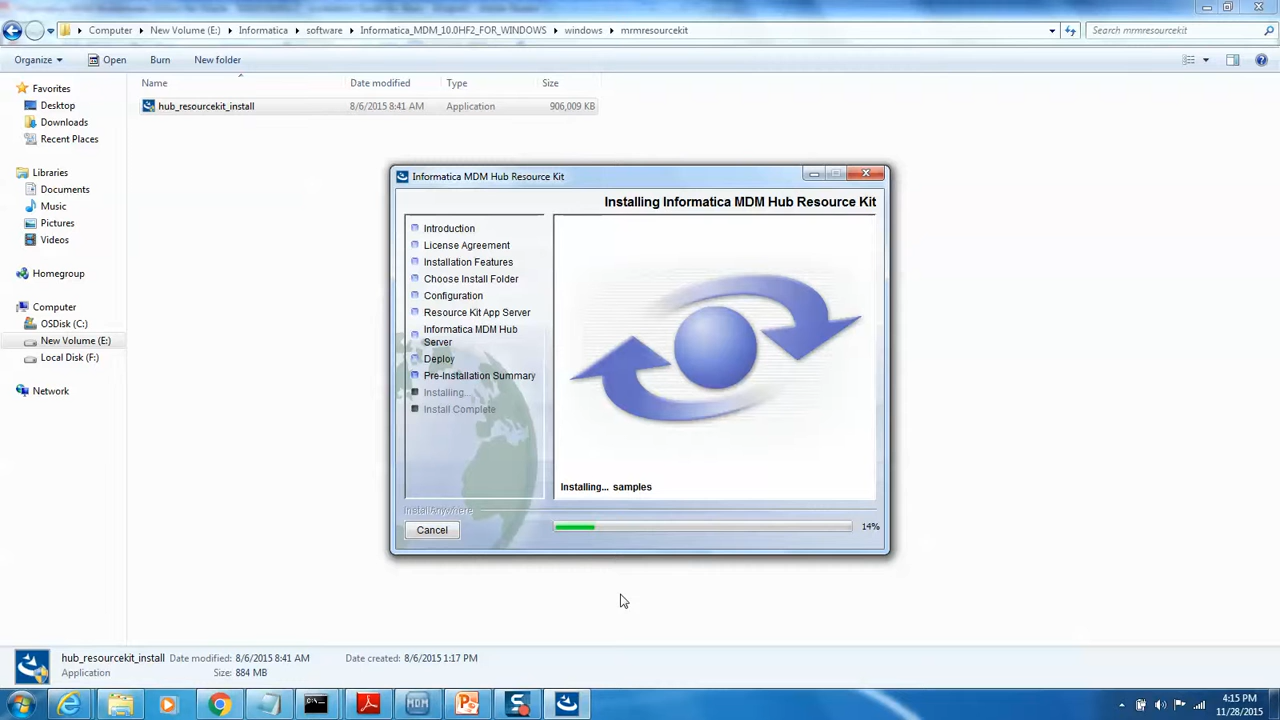 Computer ▸ New Volume (E:) ▸ Informatica ▸ software ▸ Informatica_MDM_10.0HF2_FOR_WINDOWS ▸ windows ▸ mrmresourcekit
Search mrmresourcekit
Organize
Open
Burn
New folder
Name
Date modified
Type
Size
hub_resourcekit_install
8/6/2015 8:41 AM
Application
906,009 KB
Favorites
Desktop
Downloads
Recent Places
Libraries
Documents
Music
Pictures
Videos
Homegroup
Computer
OSDisk (C:)
New Volume (E:)
Local Disk (F:)
Network
Informatica MDM Hub Resource Kit
Installing Informatica MDM Hub Resource Kit
Introduction
License Agreement
Installation Features
Choose Install Folder
Configuration
Resource Kit App Server
Informatica MDM Hub
Server
Deploy
Pre-Installation Summary
Installing...
Install Complete
Installing... samples
InstallAnywhere
Cancel
14%
hub_resourcekit_install
Date modified: 8/6/2015 8:41 AM
Date created: 8/6/2015 1:17 PM
Application
Size: 884 MB
MDM
4:15 PM
11/28/2015